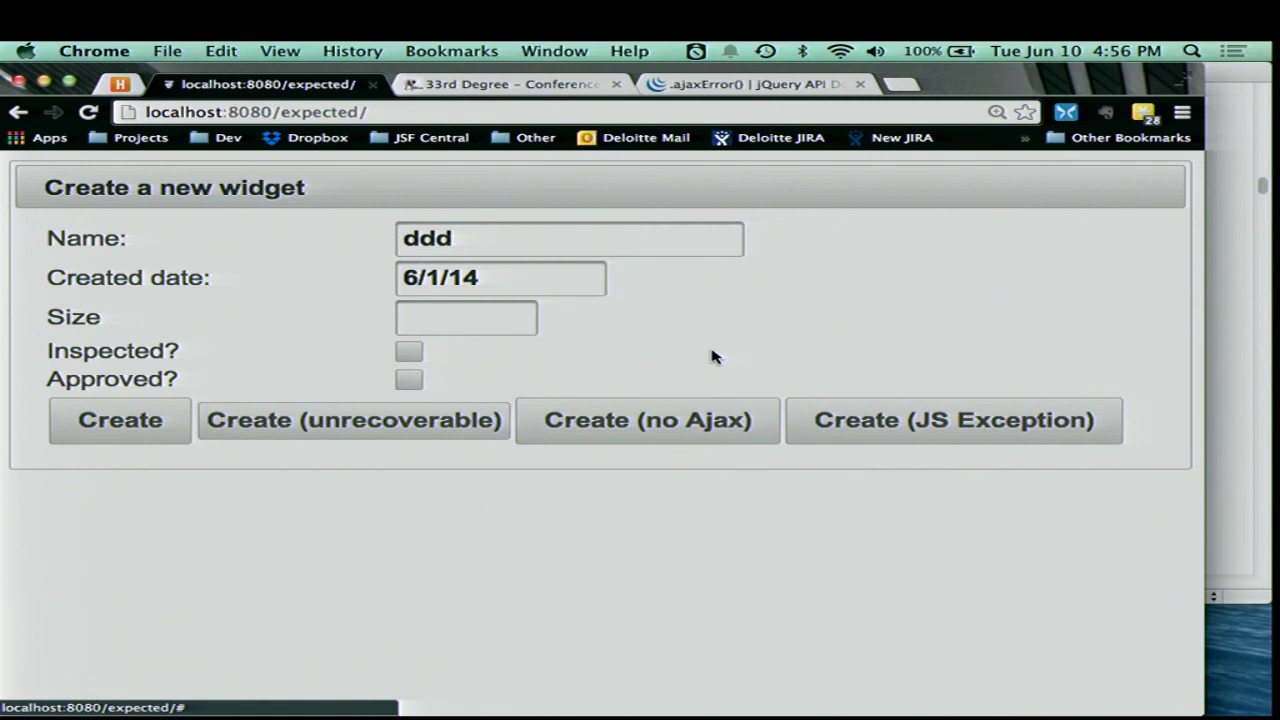 Chrome File Edit View History Bookmarks Window Help 100% Tue Jun 10 4:56 PM
H localhost:8080/expected/ 33rd Degree – Conference .ajaxError() | jQuery API D
localhost:8080/expected/
Apps Projects Dev Dropbox JSF Central Other Deloitte Mail Deloitte JIRA New JIRA » Other Bookmarks
28
Create a new widget
Name: ddd
Created date: 6/1/14
Size
Inspected?
Approved?
Create Create (unrecoverable) Create (no Ajax) Create (JS Exception)
localhost:8080/expected/#